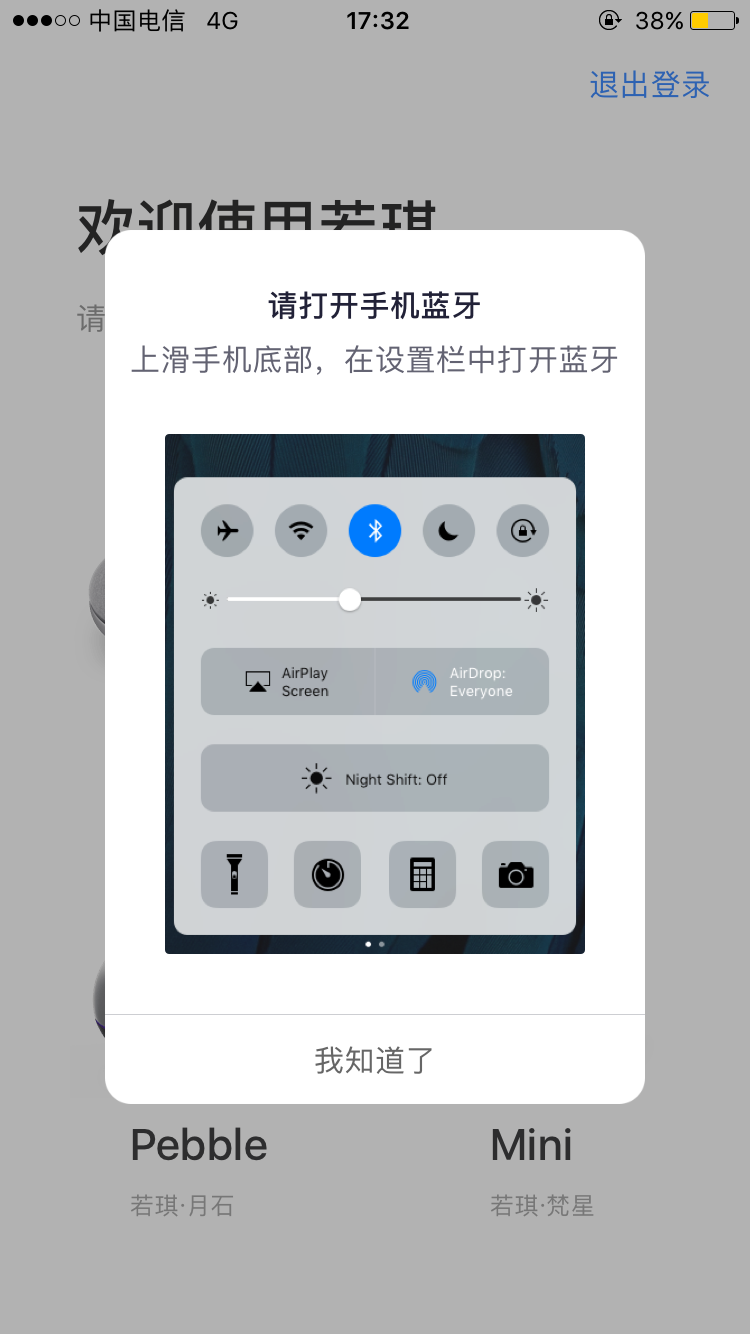 中国电信 4G 17:32 38%
退出登录
欢迎使用若琪
请
请打开手机蓝牙
上滑手机底部，在设置栏中打开蓝牙
AirPlay
Screen
AirDrop:
Everyone
Night Shift: Off
我知道了
Pebble
若琪·月石
Mini
若琪·梵星